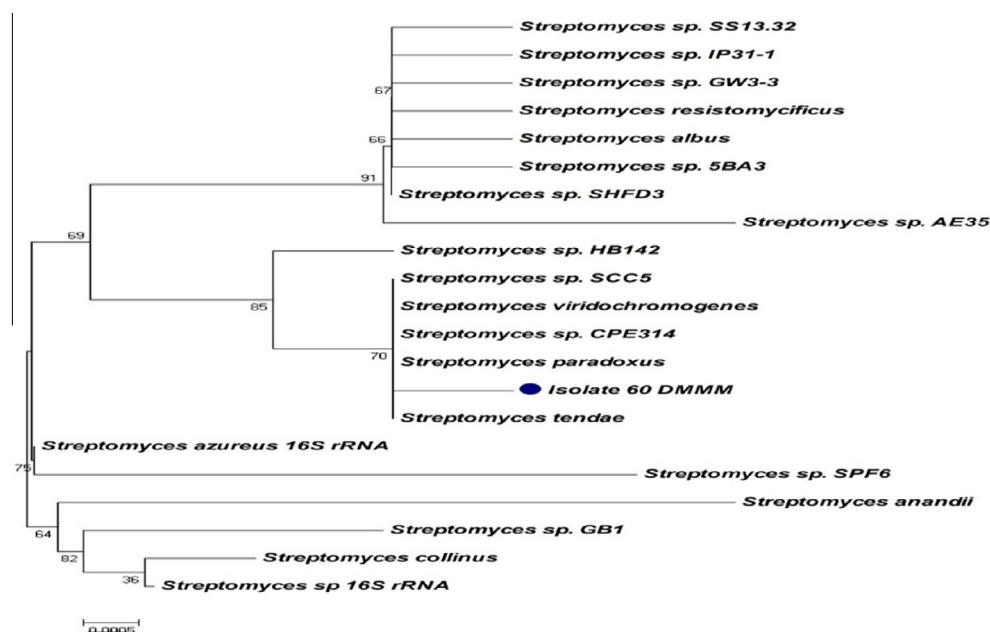 Streptomyces sp. SS13.32
Streptomyces sp. IP31-1
Streptomyces sp. GW3-3
67
Streptomyces resistomycificus
66
Streptomyces albus
Streptomyces sp. 5BA3
91
Streptomyces sp. SHFD3
Streptomyces sp. AE35
69
Streptomyces sp. HB142
Streptomyces sp. SCC5
85
Streptomyces viridochromogenes
Streptomyces sp. CPE314
70
Streptomyces paradoxus
Isolate 60 DMMM
Streptomyces tendae
Streptomyces azureus 16S rRNA
75
Streptomyces sp. SPF6
Streptomyces anandii
64
Streptomyces sp. GB1
82
Streptomyces collinus
36
Streptomyces sp 16S rRNA
0.0005